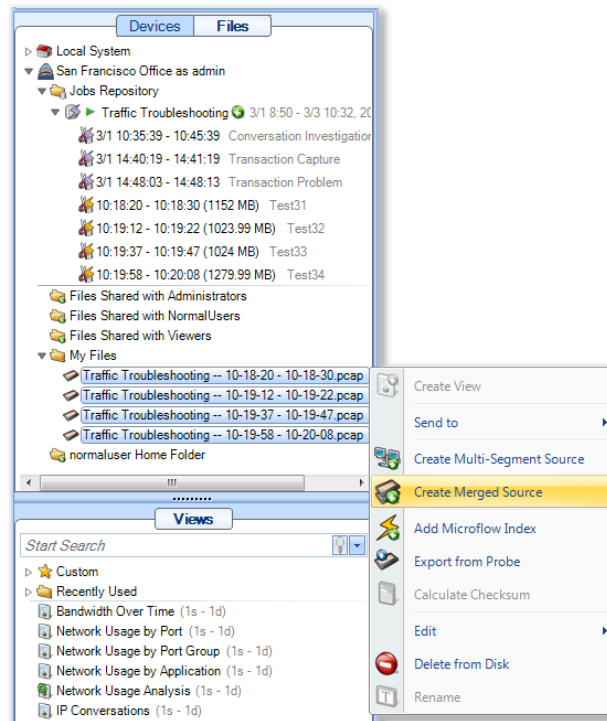 Devices Files
Local System
San Francisco Office as admin
Jobs Repository
Traffic Troubleshooting 3/1 8:50 - 3/3 10:32, 20
3/1 10:35:39 - 10:45:39 Conversation Investigation
3/1 14:40:19 - 14:41:19 Transaction Capture
3/1 14:48:03 - 14:48:13 Transaction Problem
10:18:20 - 10:18:30 (1152 MB) Test31
10:19:12 - 10:19:22 (1023.99 MB) Test32
10:19:37 - 10:19:47 (1024 MB) Test33
10:19:58 - 10:20:08 (1279.99 MB) Test34
Files Shared with Administrators
Files Shared with NormalUsers
Files Shared with Viewers
My Files
Traffic Troubleshooting -- 10-18-20 - 10-18-30.pcap
Traffic Troubleshooting -- 10-19-12 - 10-19-22.pcap
Traffic Troubleshooting -- 10-19-37 - 10-19-47.pcap
Traffic Troubleshooting -- 10-19-58 - 10-20-08.pcap
normaluser Home Folder
Create View
Send to
Create Multi-Segment Source
Create Merged Source
Add Microflow Index
Export from Probe
Calculate Checksum
Edit
Delete from Disk
Rename
Views
Start Search
Custom
Recently Used
Bandwidth Over Time (1s - 1d)
Network Usage by Port (1s - 1d)
Network Usage by Port Group (1s - 1d)
Network Usage by Application (1s - 1d)
Network Usage Analysis (1s - 1d)
IP Conversations (1s - 1d)